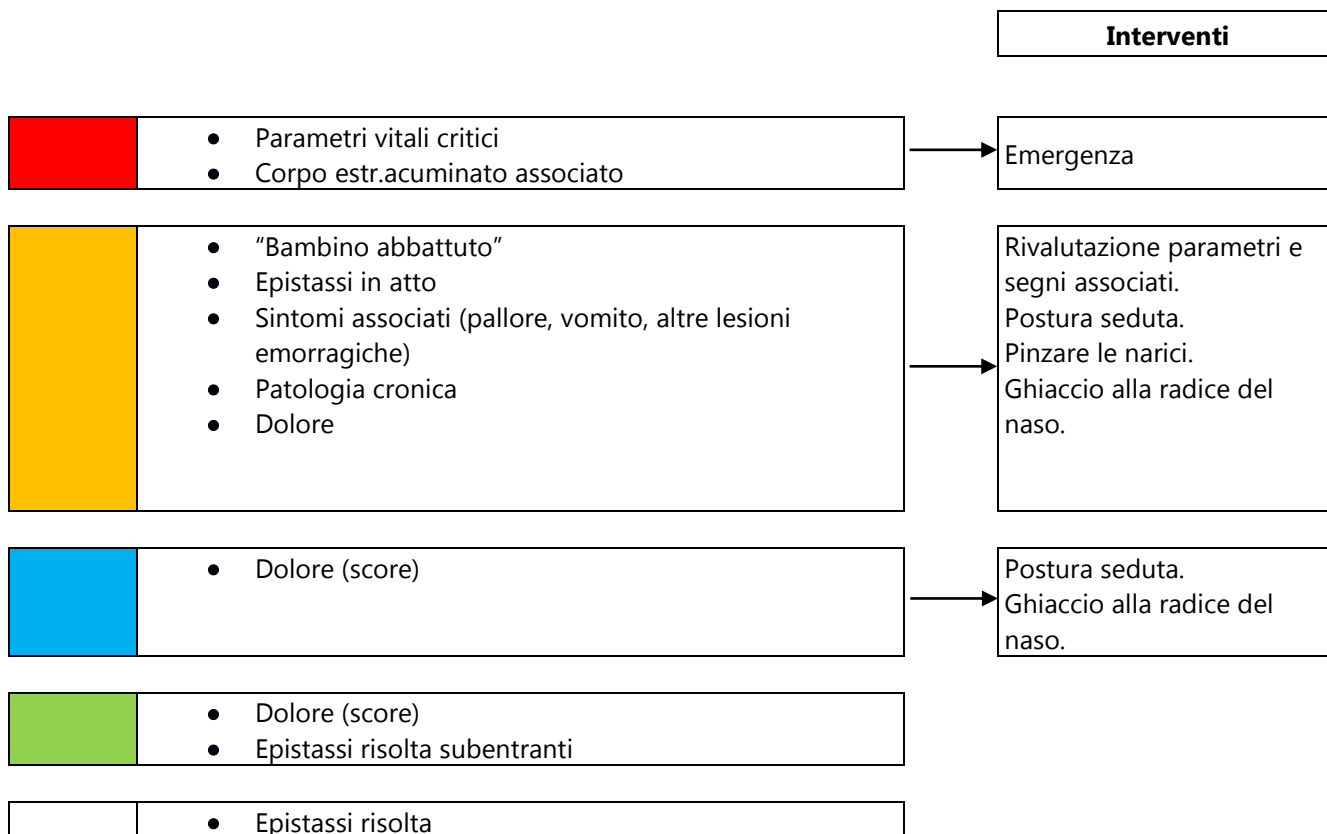 Interventi
● Parametri vitali critici
● Corpo estr.acuminato associato
Emergenza
● “Bambino abbattuto”
● Epistassi in atto
● Sintomi associati (pallore, vomito, altre lesioni
emorragiche)
● Patologia cronica
● Dolore
Rivalutazione parametri e
segni associati.
Postura seduta.
Pinzare le narici.
Ghiaccio alla radice del
naso.
● Dolore (score)
Postura seduta.
Ghiaccio alla radice del
naso.
● Dolore (score)
● Epistassi risolta subentranti
● Epistassi risolta